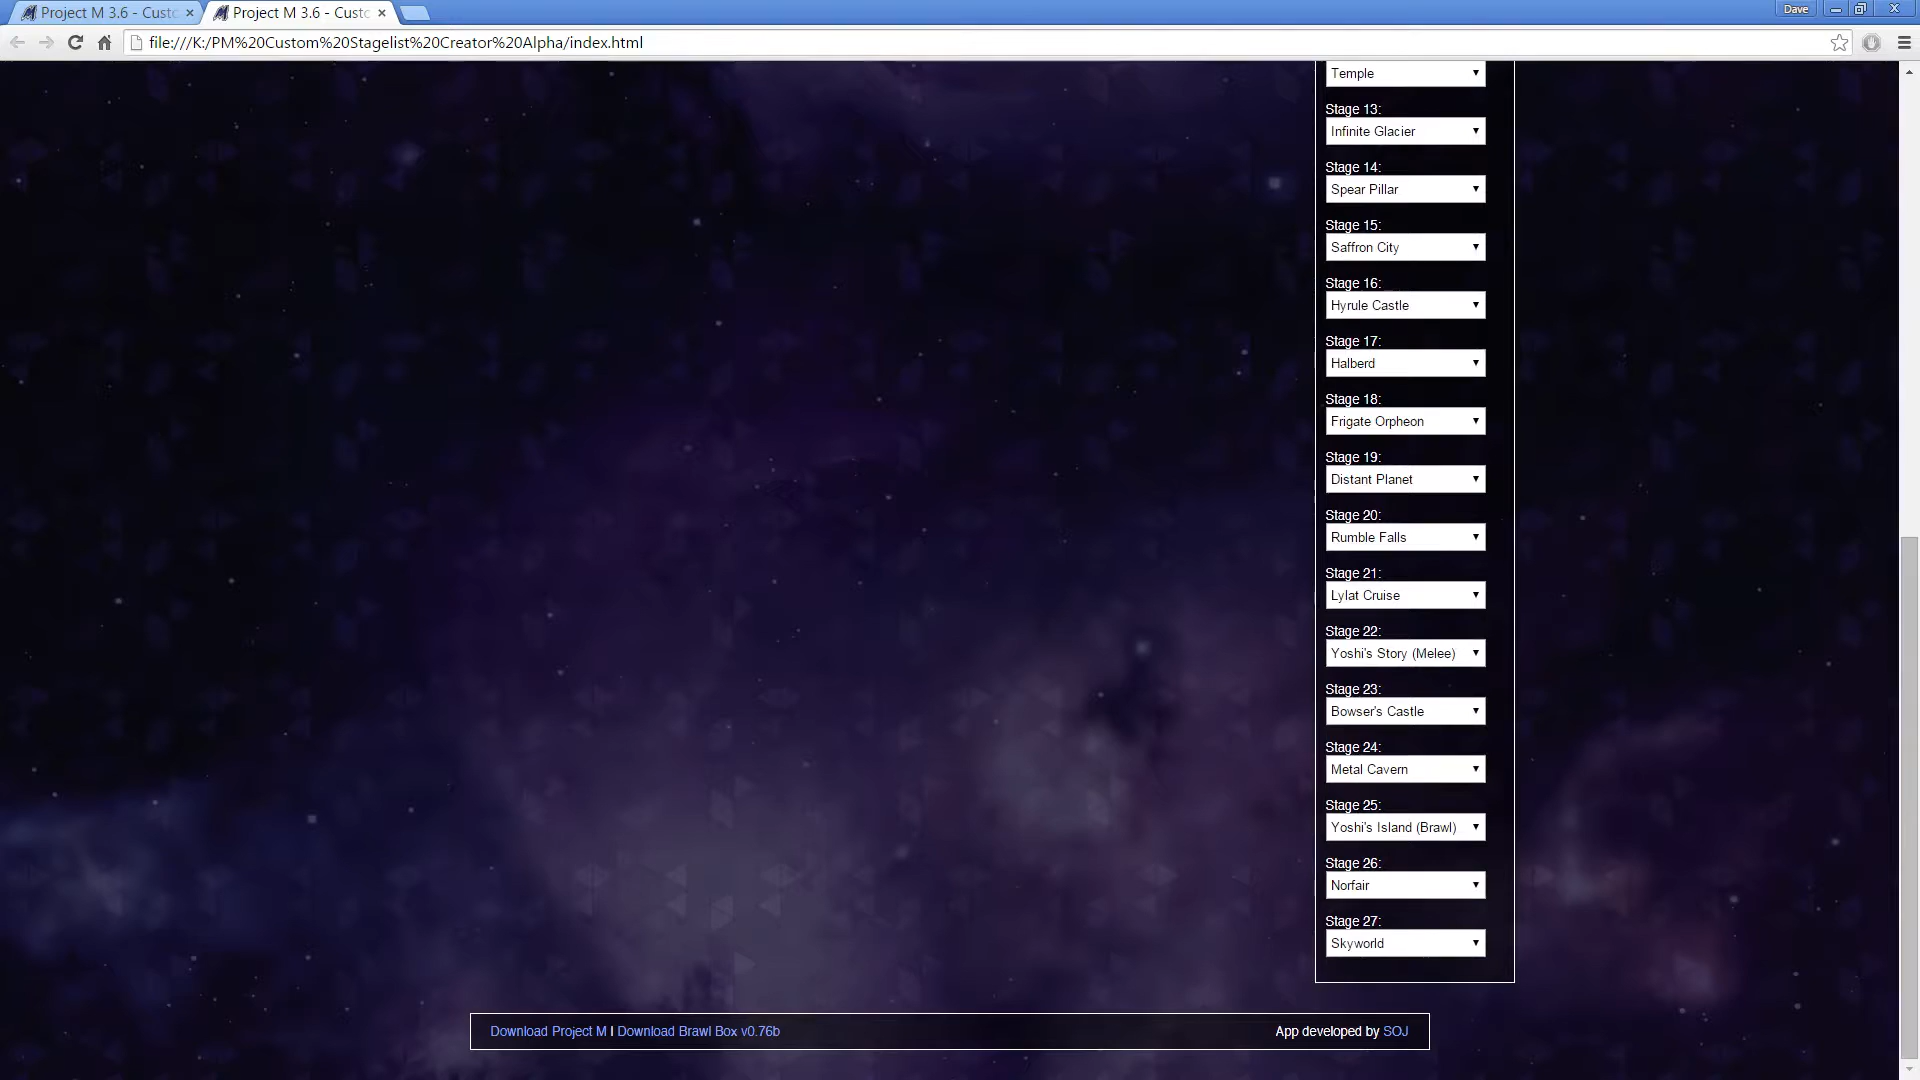 Project M 3.6 - Custo
Project M 3.6 - Custo
Dave
file:///K:/PM%20Custom%20Stagelist%20Creator%20Alpha/index.html
Temple
Stage 13:
Infinite Glacier
Stage 14:
Spear Pillar
Stage 15:
Saffron City
Stage 16:
Hyrule Castle
Stage 17:
Halberd
Stage 18:
Frigate Orpheon
Stage 19:
Distant Planet
Stage 20:
Rumble Falls
Stage 21:
Lylat Cruise
Stage 22:
Yoshi's Story (Melee)
Stage 23:
Bowser's Castle
Stage 24:
Metal Cavern
Stage 25:
Yoshi's Island (Brawl)
Stage 26:
Norfair
Stage 27:
Skyworld
Download Project M | Download Brawl Box v0.76b
App developed by SOJ